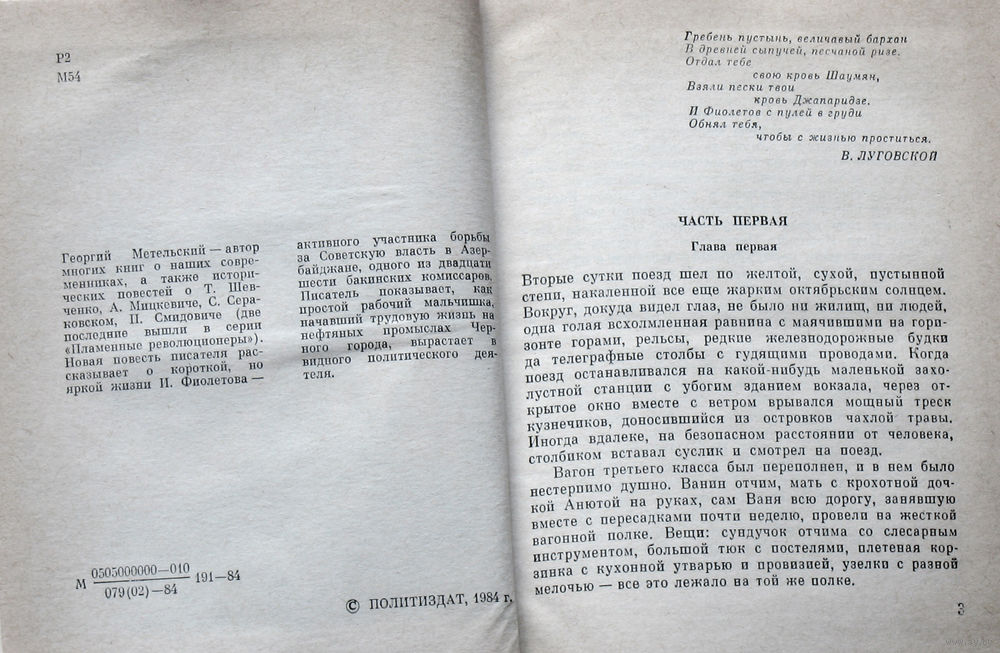 Р2
М54
Георгий Метельский — автор
многих книг о наших совре-
менниках, а также истори-
ческих повестей о Т. Шев-
ченко, А. Мицкевиче, С. Сера-
ковском, П. Смидовиче (две
последние вышли в серии
«Пламенные революционеры»).
Новая повесть писателя рас-
сказывает о короткой, но
яркой жизни И. Фиолетова —
активного участника борьбы
за Советскую власть в Азер-
байджане, одного из двадцати
шести бакинских комиссаров.
Писатель показывает, как
простой рабочий мальчишка,
начавший трудовую жизнь на
нефтяных промыслах Чер-
ного города, вырастает в
видного политического дея-
теля.
М 0505000000—010
079(02)—84 191—84
© ПОЛИТИЗДАТ, 1984 г.
Гребень пустынь, величавый бархан
В древней сыпучей, песчаной ризе.
Отдал тебе
свою кровь Шаумян,
Взяли пески твои
кровь Джапаридзе.
И Фиолетов с пулей в груди
Обнял тебя,
чтобы с жизнью проститься.
В. ЛУГОВСКОЙ
ЧАСТЬ ПЕРВАЯ
Глава первая
Вторые сутки поезд шел по желтой, сухой, пустынной
степи, накаленной все еще жарким октябрьским солнцем.
Вокруг, докуда видел глаз, не было ни жилищ, ни людей,
одна голая всхолмленная равнина с маячившими на гори-
зонте горами, рельсы, редкие железнодорожные будки
да телеграфные столбы с гудящими проводами. Когда
поезд останавливался на какой-нибудь маленькой захо-
лустной станции с убогим зданием вокзала, через от-
крытое окно вместе с ветром врывался мощный треск
кузнечиков, доносившийся из островков чахлой травы.
Иногда вдалеке, на безопасном расстоянии от человека,
столбиком вставал суслик и смотрел на поезд.
Вагон третьего класса был переполнен, и в нем было
нестерпимо душно. Ванин отчим, мать с крохотной доч-
кой Анютой на руках, сам Ваня всю дорогу, занявшую
вместе с пересадками почти неделю, провели на жесткой
вагонной полке. Вещи: сундучок отчима со слесарным
инструментом, большой тюк с постелями, плетеная кор-
зинка с кухонной утварью и провизией, узелки с разной
мелочью — все это лежало на той же полке.
3